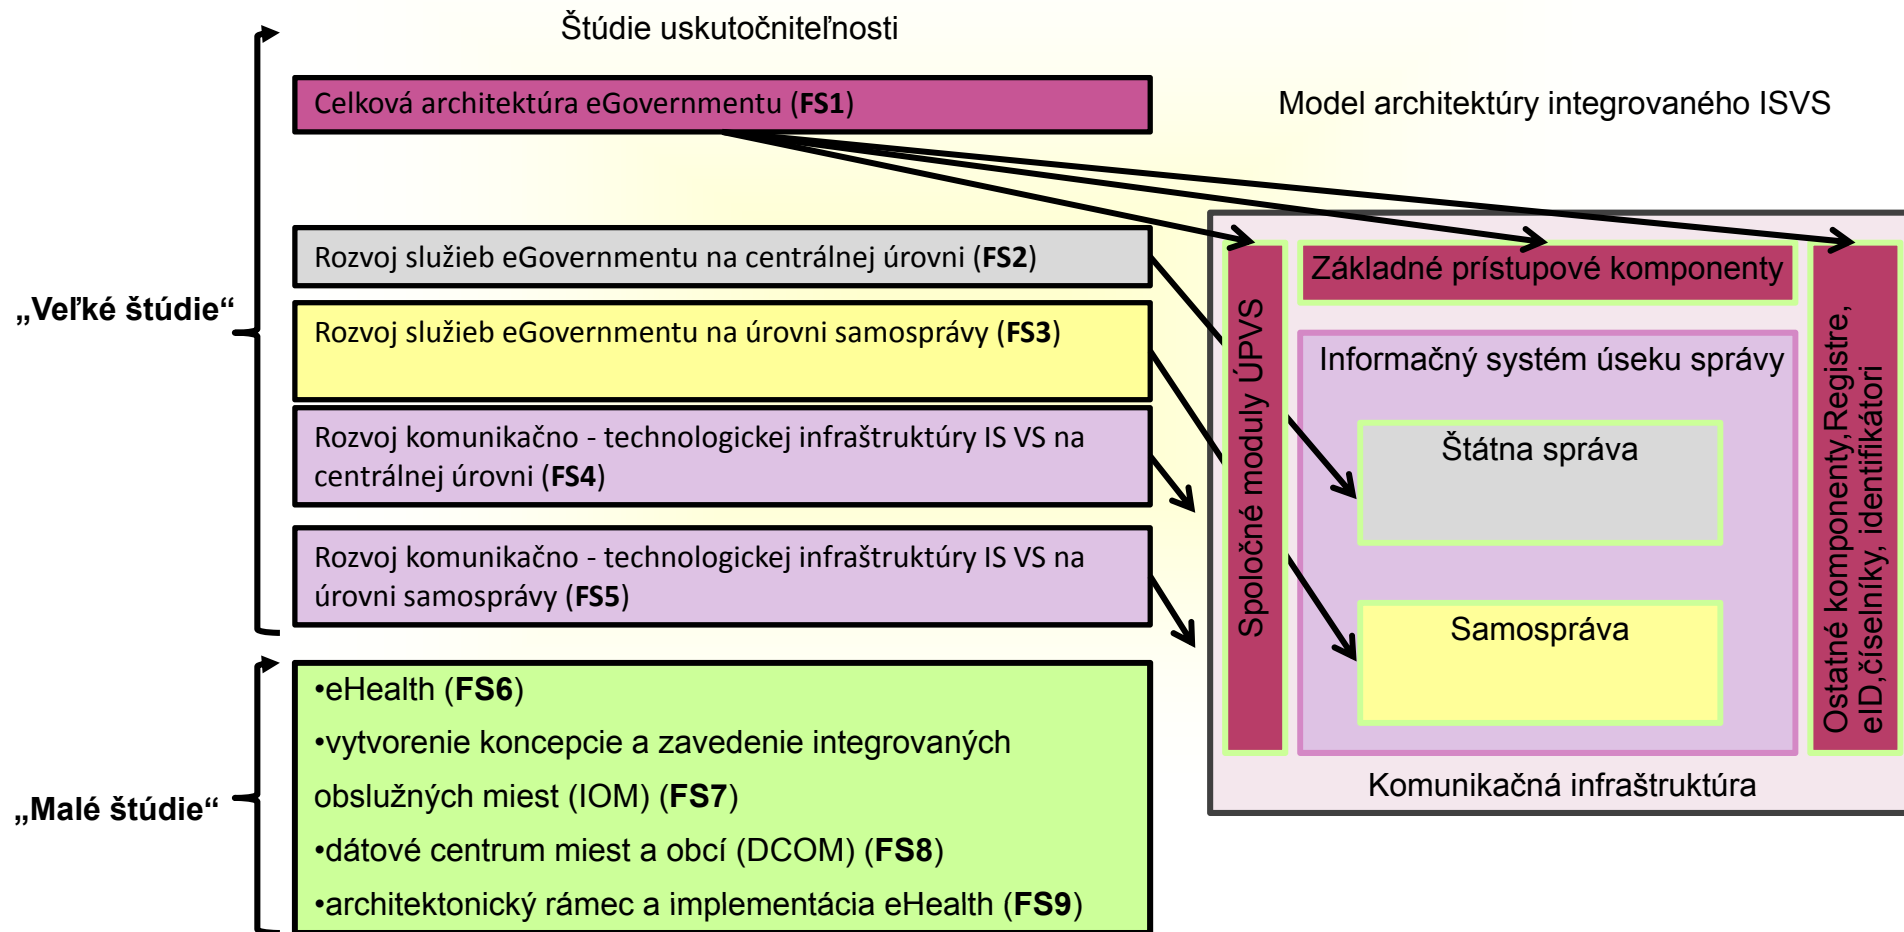 Štúdie uskutočniteľnosti
„Veľké štúdie“
Celková architektúra eGovernmentu (FS1)
Rozvoj služieb eGovernmentu na centrálnej úrovni (FS2)
Rozvoj služieb eGovernmentu na úrovni samosprávy (FS3)
Rozvoj komunikačno - technologickej infraštruktúry IS VS na
centrálnej úrovni (FS4)
Rozvoj komunikačno - technologickej infraštruktúry IS VS na
úrovni samosprávy (FS5)
„Malé štúdie“
•eHealth (FS6)
•vytvorenie koncepcie a zavedenie integrovaných
obslužných miest (IOM) (FS7)
•dátové centrum miest a obcí (DCOM) (FS8)
•architektonický rámec a implementácia eHealth (FS9)
Model architektúry integrovaného ISVS
Spoločné moduly ÚPVS
Základné prístupové komponenty
Informačný systém úseku správy
Štátna správa
Samospráva
Ostatné komponenty,Registre,
eID,číselníky, identifikátori
Komunikačná infraštruktúra